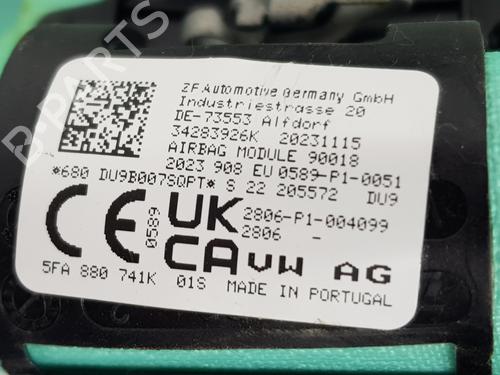 ZF Automotive Germany GmbH
Industriestrasse 20
DE-73553 Alfdorf
34283926K 20231115
AIRBAG MODULE 90018
2023 908 EU 0589-P1-0051
*680 DU9B007SQPT* S 22 205572 DU9
CE 0589 UK CA 2806-P1-004099
2806 -
VW AG
5FA 880 741K 01S MADE IN PORTUGAL
B-PARTS